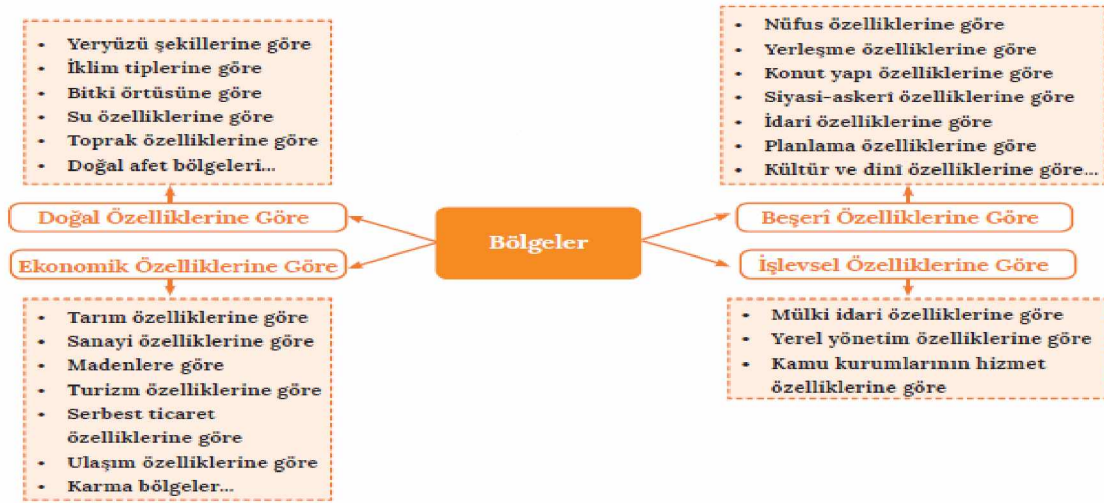 • Yeryüzü şekillerine göre
• İklim tiplerine göre
• Bitki örtüsüne göre
• Su özelliklerine göre
• Toprak özelliklerine göre
• Doğal afet bölgeleri...
Doğal Özelliklerine Göre
Ekonomik Özelliklerine Göre
• Tarım özelliklerine göre
• Sanayi özelliklerine göre
• Madenlere göre
• Turizm özelliklerine göre
• Serbest ticaret
özelliklerine göre
• Ulaşım özelliklerine göre
• Karma bölgeler...
Bölgeler
• Nüfus özelliklerine göre
• Yerleşme özelliklerine göre
• Konut yapı özelliklerine göre
• Siyasi-askerî özelliklerine göre
• İdari özelliklerine göre
• Planlama özelliklerine göre
• Kültür ve dinî özelliklerine göre...
Beşerî Özelliklerine Göre
İşlevsel Özelliklerine Göre
• Mülki idari özelliklerine göre
• Yerel yönetim özelliklerine göre
• Kamu kurumlarının hizmet
özelliklerine göre